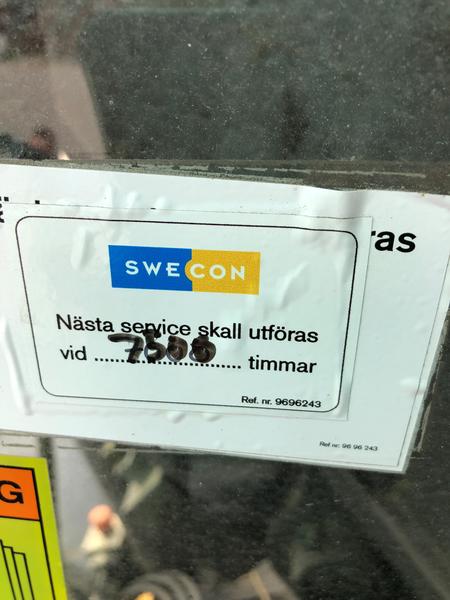 ras
SWECON
Nästa service skall utföras
vid 7500 timmar
Ref. nr. 9696243
Ref nr: 96 96 243
G